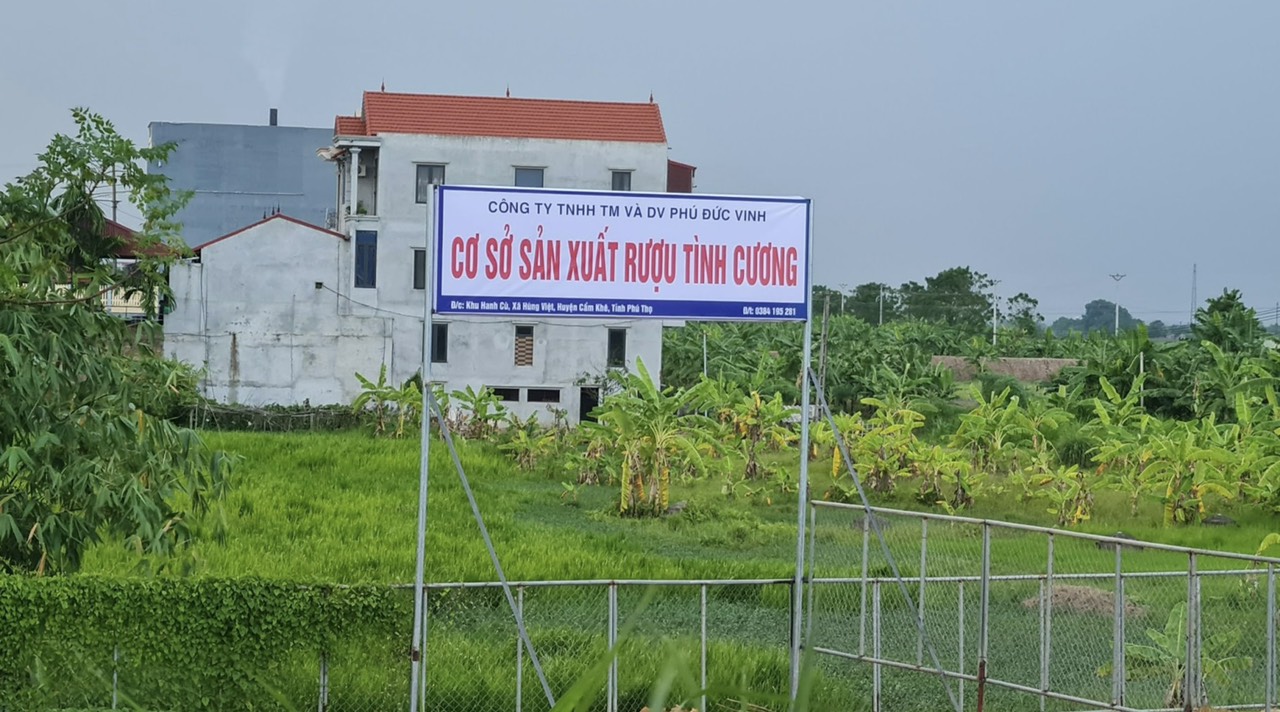 CÔNG TY TNHH TM VÀ DV PHÚ ĐỨC VINH
CƠ SỞ SẢN XUẤT RƯỢU TÌNH CƯƠNG
Đ/c: Khu Hanh Cù, Xã Hùng Việt, Huyện Cẩm Khê, Tỉnh Phú Thọ Đ/t: 0384 195 281